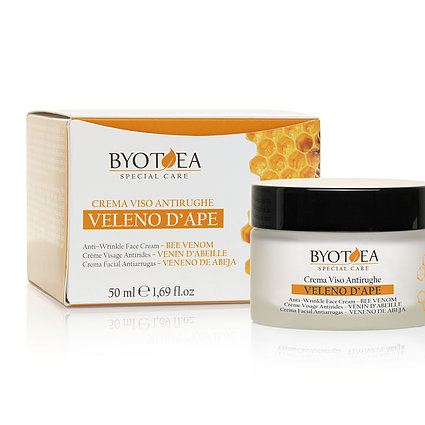 BYOTEA
SPECIAL CARE
CREMA VISO ANTIRUGHE
VELENO D'APE
Anti-Wrinkle Face Cream – BEE VENOM
Crème Visage Antirides – VENIN D'ABEILLE
Crema Facial Antiarrugas – VENENO DE ABEJA
50 ml ℮ 1,69 fl.oz
BYOTEA
SPECIAL CARE
Crema Viso Antirughe
VELENO D'APE
Anti-Wrinkle Face Cream – BEE VENOM
Crème Visage Antirides – VENIN D'ABEILLE
Crema Facial Antiarrugas – VENENO DE ABEJA